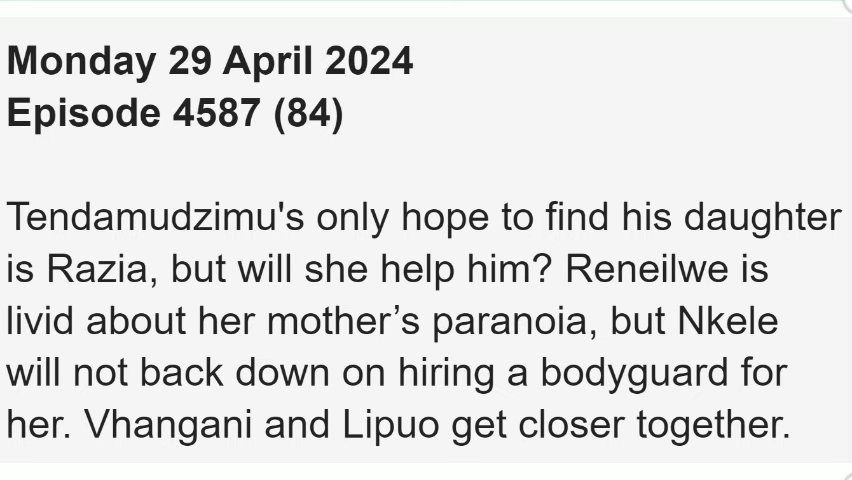 Monday 29 April 2024
Episode 4587 (84)
Tendamudzimu's only hope to find his daughter
is Razia, but will she help him? Reneilwe is
livid about her mother’s paranoia, but Nkele
will not back down on hiring a bodyguard for
her. Vhangani and Lipuo get closer together.